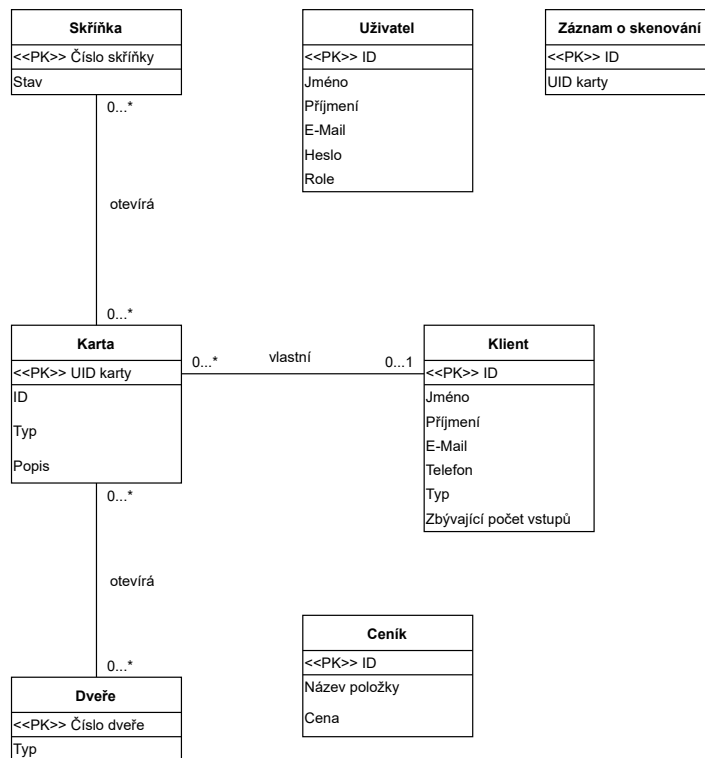 Skříňka
<<PK>> Číslo skříňky
Stav
Uživatel
<<PK>> ID
Jméno
Příjmení
E-Mail
Heslo
Role
Záznam o skenování
<<PK>> ID
UID karty
0...*
otevírá
0...*
Karta
<<PK>> UID karty
ID
Typ
Popis
0...*
vlastní
0...1
Klient
<<PK>> ID
Jméno
Příjmení
E-Mail
Telefon
Typ
Zbývající počet vstupů
0...*
otevírá
0...*
Dveře
<<PK>> Číslo dveře
Typ
Ceník
<<PK>> ID
Název položky
Cena